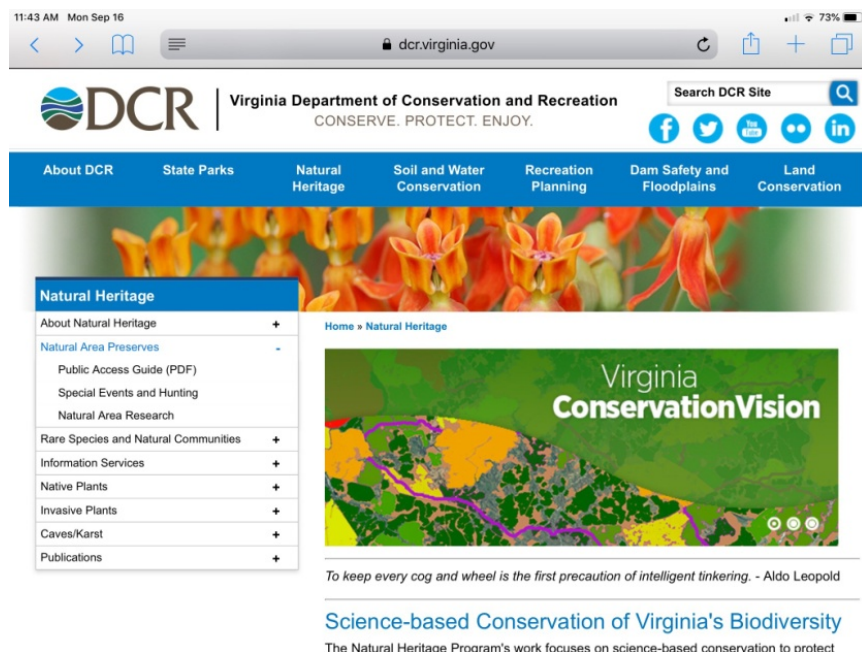 11:43 AM Mon Sep 16
73%
dcr.virginia.gov
DCR
Virginia Department of Conservation and Recreation
CONSERVE. PROTECT. ENJOY.
Search DCR Site
You
Tube
in
About DCR
State Parks
Natural
Heritage
Soil and Water
Conservation
Recreation
Planning
Dam Safety and
Floodplains
Land
Conservation
Natural Heritage
About Natural Heritage +
Natural Area Preserves -
Public Access Guide (PDF)
Special Events and Hunting
Natural Area Research
Rare Species and Natural Communities +
Information Services +
Native Plants +
Invasive Plants +
Caves/Karst +
Publications +
Home » Natural Heritage
Virginia
ConservationVision
To keep every cog and wheel is the first precaution of intelligent tinkering. - Aldo Leopold
Science-based Conservation of Virginia's Biodiversity
The Natural Heritage Program's work focuses on science-based conservation to protect